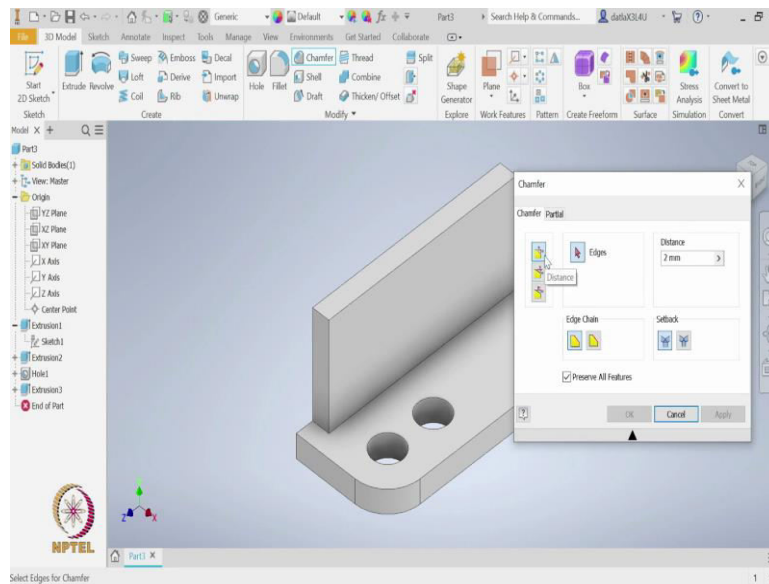 Generic Default Part3 Search Help & Commands... datlaX3L4U
File 3D Model Sketch Annotate Inspect Tools Manage View Environments Get Started Collaborate
Start 2D Sketch
Extrude Revolve
Sweep Emboss Decal
Loft Derive Import
Coil Rib Unwrap
Hole Fillet
Chamfer Thread Split
Shell Combine
Draft Thicken/ Offset
Shape Generator
Plane
Box
Stress Analysis
Convert to Sheet Metal
Sketch Create Modify Explore Work Features Pattern Create Freeform Surface Simulation Convert
Model X +
Part3
Solid Bodies(1)
View: Master
Origin
YZ Plane
XZ Plane
XY Plane
X Axis
Y Axis
Z Axis
Center Point
Extrusion1
Sketch1
Extrusion2
Hole1
Extrusion3
End of Part
Chamfer
Chamfer Partial
Edges
Distance
2 mm
Distance
Edge Chain
Setback
Preserve All Features
OK Cancel Apply
Y
Z X
NPTEL
Part3 X
Select Edges for Chamfer 1